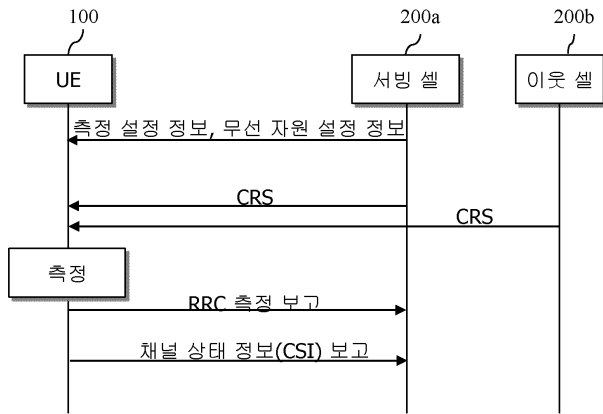 100
200a
200b
UE
서빙 셀
이웃 셀
측정 설정 정보, 무선 자원 설정 정보
CRS
CRS
측정
RRC 측정 보고
채널 상태 정보(CSI) 보고